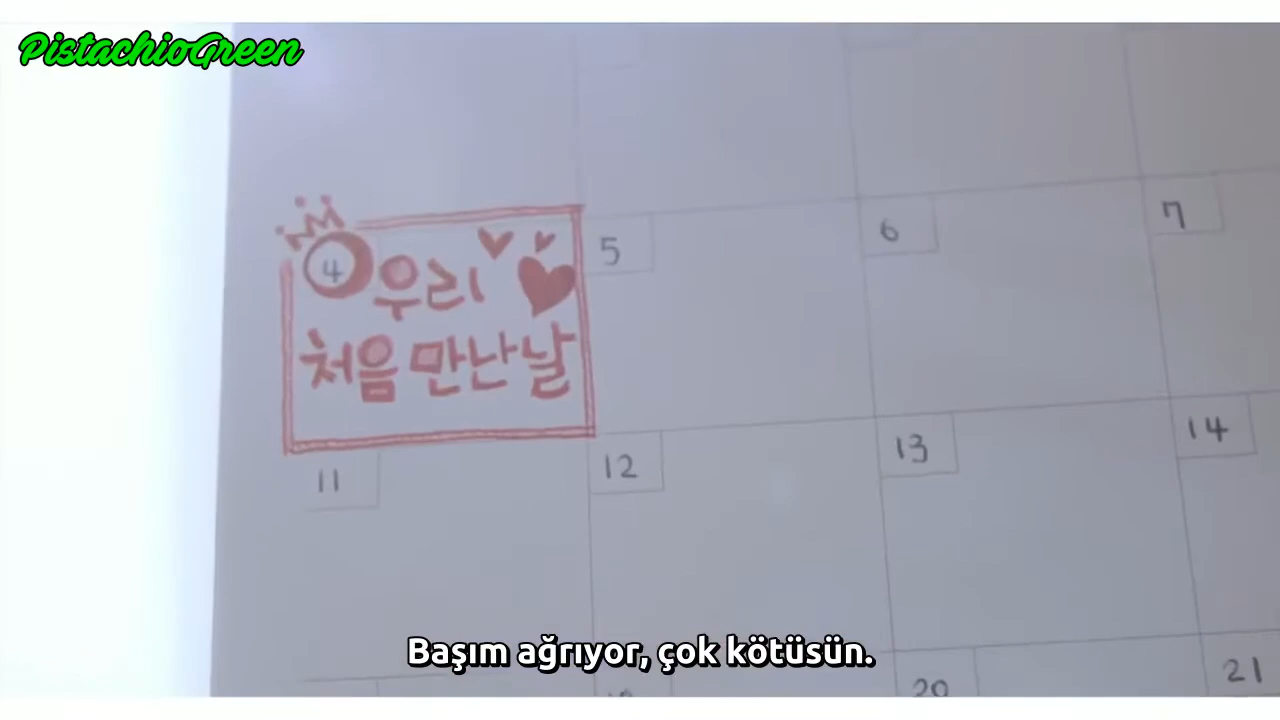 PistachioGreen
4
우리
처음 만난 날
5
6
7
11
12
13
14
20
21
Başım ağrıyor, çok kötüsün.